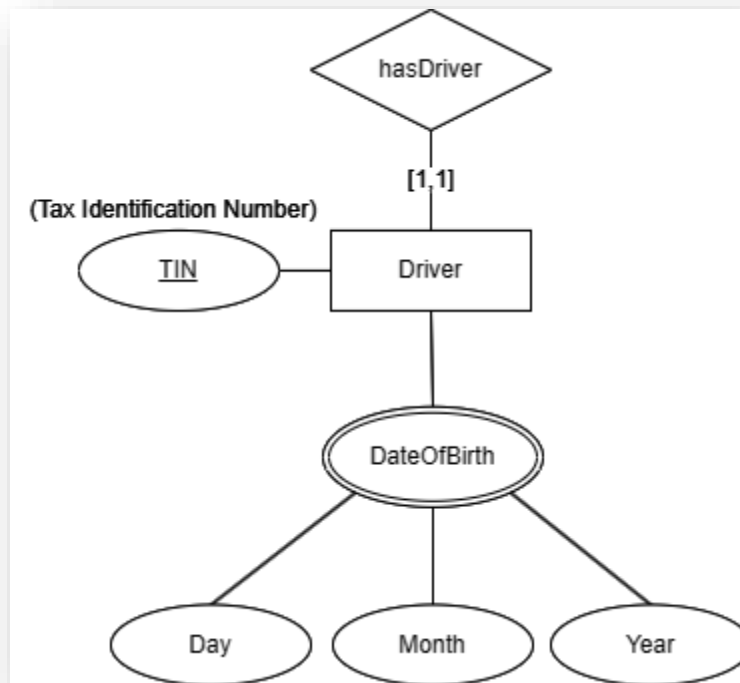 hasDriver
[1,1]
(Tax Identification Number)
TIN
Driver
DateOfBirth
Day
Month
Year